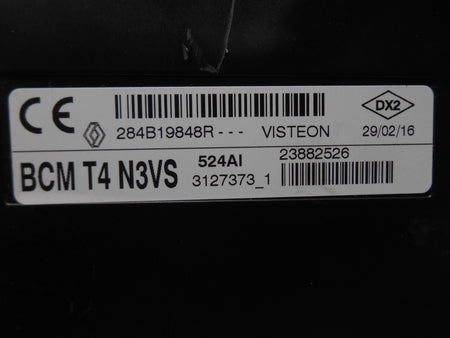 CE
DX2
284B19848R--- VISTEON 29/02/16
BCM T4 N3VS 524AI 23882526
3127373_1